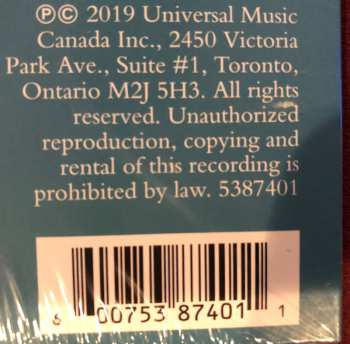 ℗© 2019 Universal Music
Canada Inc., 2450 Victoria
Park Ave., Suite #1, Toronto,
Ontario M2J 5H3. All rights
reserved. Unauthorized
reproduction, copying and
rental of this recording is
prohibited by law. 5387401
6 00753 87401 1